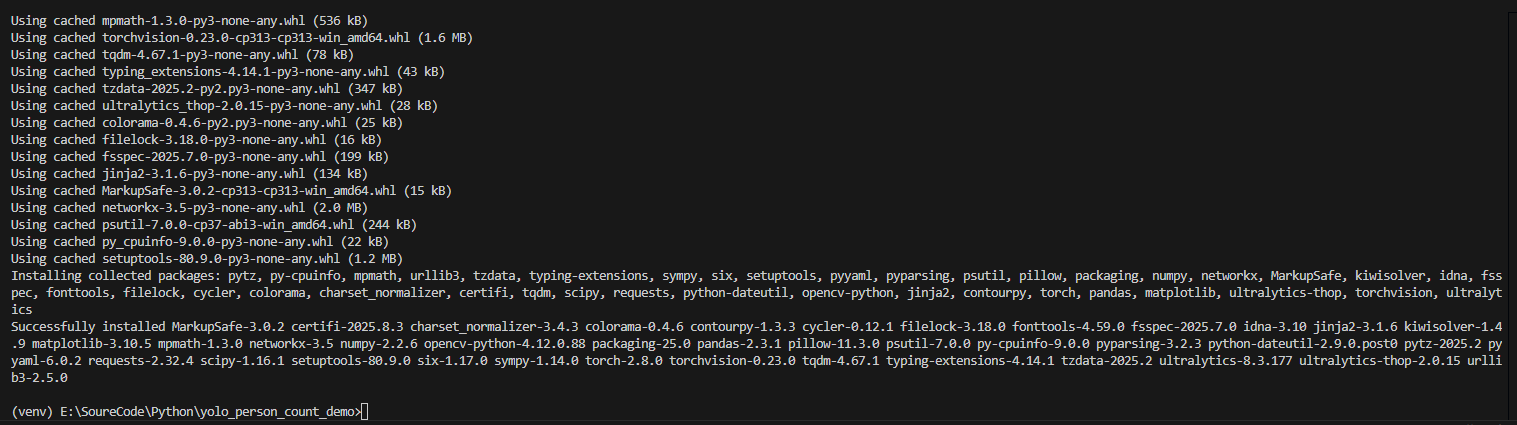 Using cached mpmath-1.3.0-py3-none-any.whl (536 kB)
Using cached torchvision-0.23.0-cp313-cp313-win_amd64.whl (1.6 MB)
Using cached tqdm-4.67.1-py3-none-any.whl (78 kB)
Using cached typing_extensions-4.14.1-py3-none-any.whl (43 kB)
Using cached tzdata-2025.2-py2.py3-none-any.whl (347 kB)
Using cached ultralytics_thop-2.0.15-py3-none-any.whl (28 kB)
Using cached colorama-0.4.6-py2.py3-none-any.whl (25 kB)
Using cached filelock-3.18.0-py3-none-any.whl (16 kB)
Using cached fsspec-2025.7.0-py3-none-any.whl (199 kB)
Using cached jinja2-3.1.6-py3-none-any.whl (134 kB)
Using cached MarkupSafe-3.0.2-cp313-cp313-win_amd64.whl (15 kB)
Using cached networkx-3.5-py3-none-any.whl (2.0 MB)
Using cached psutil-7.0.0-cp37-abi3-win_amd64.whl (244 kB)
Using cached py_cpuinfo-9.0.0-py3-none-any.whl (22 kB)
Using cached setuptools-80.9.0-py3-none-any.whl (1.2 MB)
Installing collected packages: pytz, py-cpuinfo, mpmath, urllib3, tzdata, typing-extensions, sympy, six, setuptools, pyyaml, pyparsing, psutil, pillow, packaging, numpy, networkx, MarkupSafe, kiwisolver, idna, fss
pec, fonttools, filelock, cycler, colorama, charset_normalizer, certifi, tqdm, scipy, requests, python-dateutil, opencv-python, jinja2, contourpy, torch, pandas, matplotlib, ultralytics-thop, torchvision, ultralyt
ics
Successfully installed MarkupSafe-3.0.2 certifi-2025.8.3 charset_normalizer-3.4.3 colorama-0.4.6 contourpy-1.3.3 cycler-0.12.1 filelock-3.18.0 fonttools-4.59.0 fsspec-2025.7.0 idna-3.10 jinja2-3.1.6 kiwisolver-1.4
.9 matplotlib-3.10.5 mpmath-1.3.0 networkx-3.5 numpy-2.2.6 opencv-python-4.12.0.88 packaging-25.0 pandas-2.3.1 pillow-11.3.0 psutil-7.0.0 py-cpuinfo-9.0.0 pyparsing-3.2.3 python-dateutil-2.9.0.post0 pytz-2025.2 py
yaml-6.0.2 requests-2.32.4 scipy-1.16.1 setuptools-80.9.0 six-1.17.0 sympy-1.14.0 torch-2.8.0 torchvision-0.23.0 tqdm-4.67.1 typing-extensions-4.14.1 tzdata-2025.2 ultralytics-8.3.177 ultralytics-thop-2.0.15 urlli
b3-2.5.0
(venv) E:\SoureCode\Python\yolo_person_count_demo>